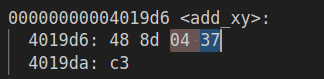 00000000004019d6 <add_xy>:
4019d6: 48 8d 04 37
4019da: c3